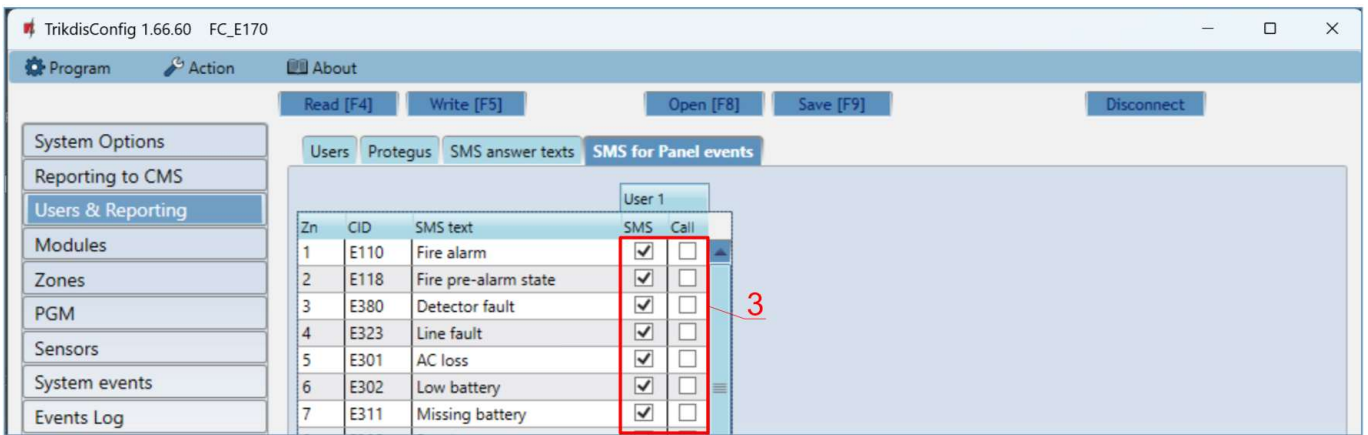 TrikdisConfig 1.66.60 FC_E170
Program Action About
Read [F4] Write [F5] Open [F8] Save [F9] Disconnect
System Options
Reporting to CMS
Users & Reporting
Modules
Zones
PGM
Sensors
System events
Events Log
Users Protegus SMS answer texts SMS for Panel events
User 1
Zn CID SMS text SMS Call
1 E110 Fire alarm
2 E118 Fire pre-alarm state
3 E380 Detector fault
4 E323 Line fault
5 E301 AC loss
6 E302 Low battery
7 E311 Missing battery
3